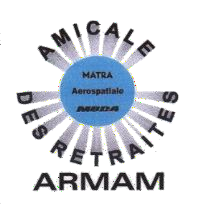 AMICALE
MATRA
Aerospatiale
MBDA
DES RETRAITES
ARMAM